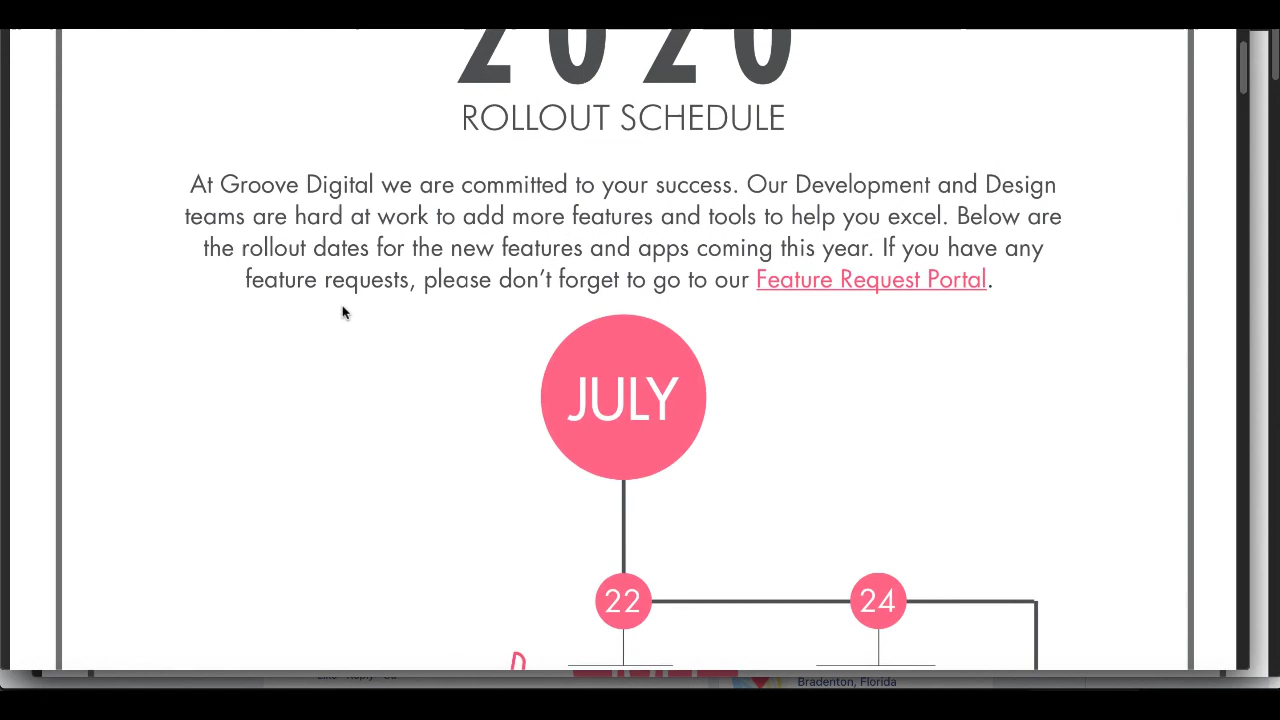 2020
ROLLOUT SCHEDULE
At Groove Digital we are committed to your success. Our Development and Design
teams are hard at work to add more features and tools to help you excel. Below are
the rollout dates for the new features and apps coming this year. If you have any
feature requests, please don't forget to go to our Feature Request Portal.
JULY
22
24
Bradenton, Florida